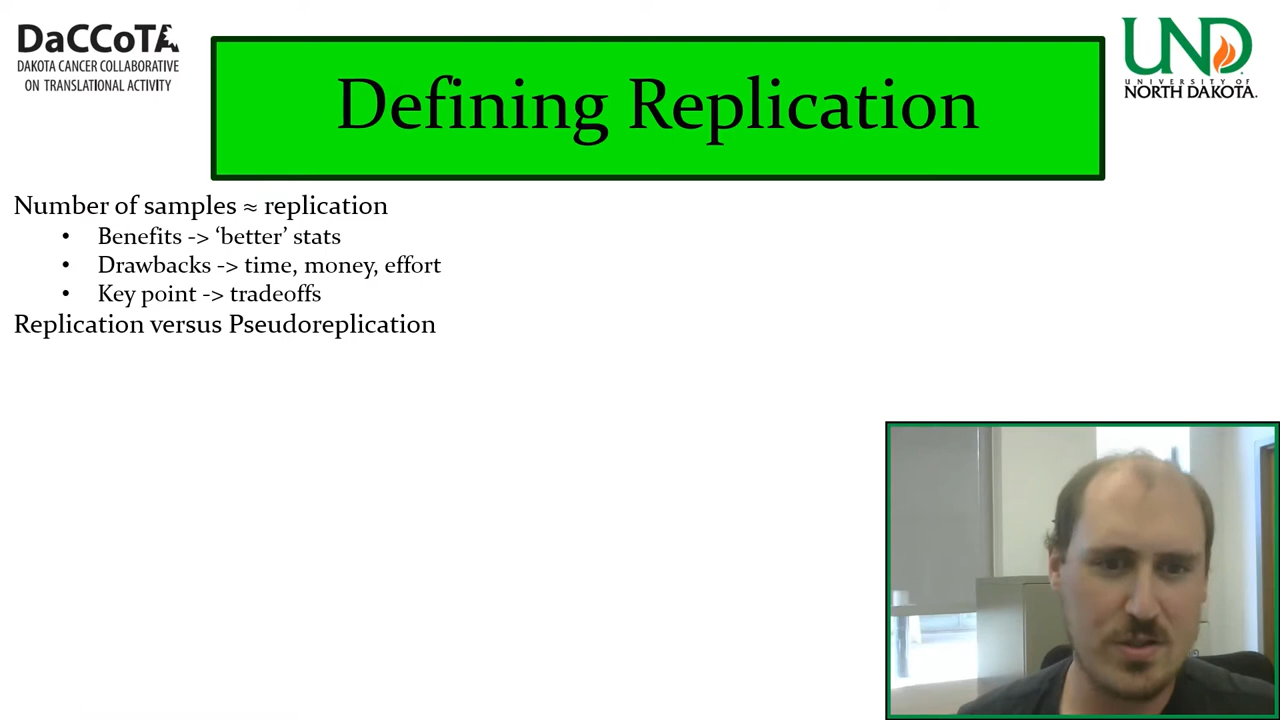 DaCCoTA
DAKOTA CANCER COLLABORATIVE
ON TRANSLATIONAL ACTIVITY
Defining Replication
UND
UNIVERSITY OF
NORTH DAKOTA.
Number of samples ≈ replication
• Benefits -> ‘better’ stats
• Drawbacks -> time, money, effort
• Key point -> tradeoffs
Replication versus Pseudoreplication